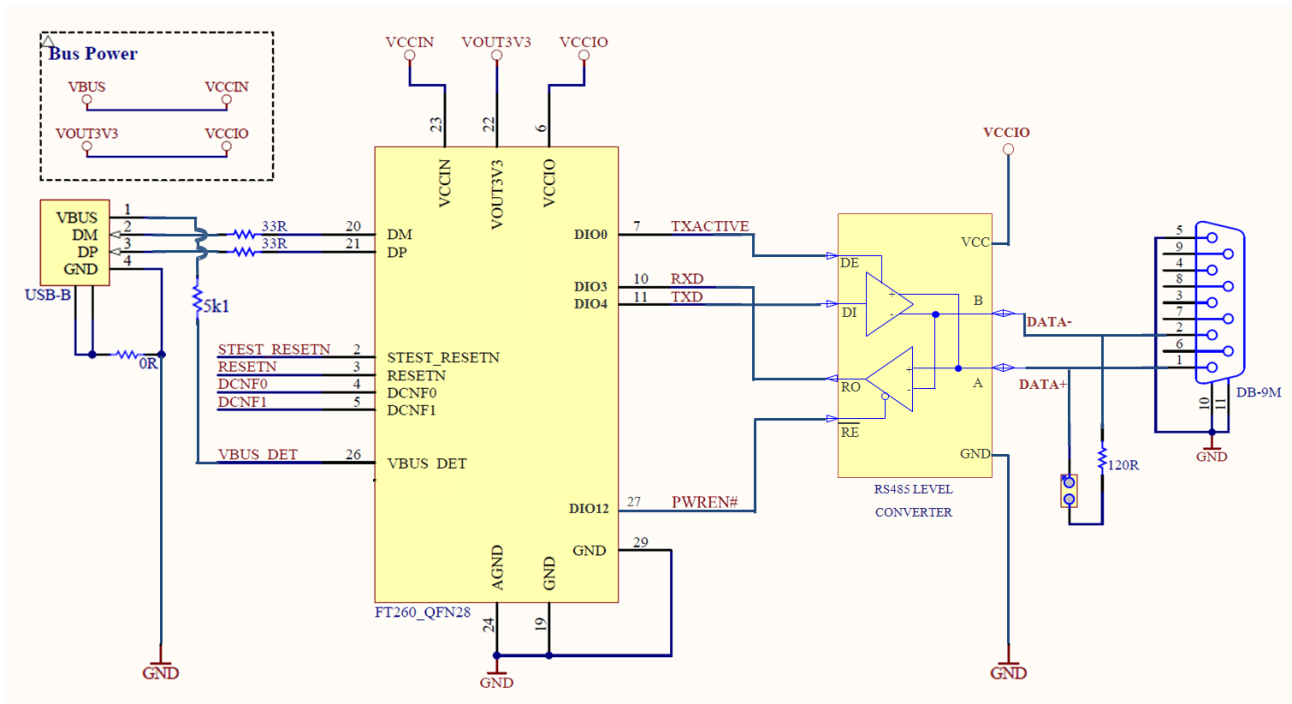 Bus Power
VBUS
VCCIN
VOUT3V3
VCCIO
VCCIN
VOUT3V3
VCCIO
23
22
6
VCCIN
VOUT3V3
VCCIO
VCCIO
VBUS
1
DM
2
DP
3
GND
4
USB-B
33R
33R
5k1
0R
20
DM
21
DP
STEST_RESETN
2
STEST_RESETN
RESETN
3
RESETN
DCNF0
4
DCNF0
DCNF1
5
DCNF1
VBUS_DET
26
VBUS DET
DIO0
7
TXACTIVE
DIO3
10
RXD
DIO4
11
TXD
DIO12
27
PWREN#
GND
29
AGND
GND
24
19
FT260_QFN28
GND
GND
VCC
DE
DI
B
A
RO
RE
GND
+
-
+
-
RS485 LEVEL
CONVERTER
GND
DATA-
DATA+
120R
5
9
4
8
3
7
2
6
1
10
11
DB-9M
GND